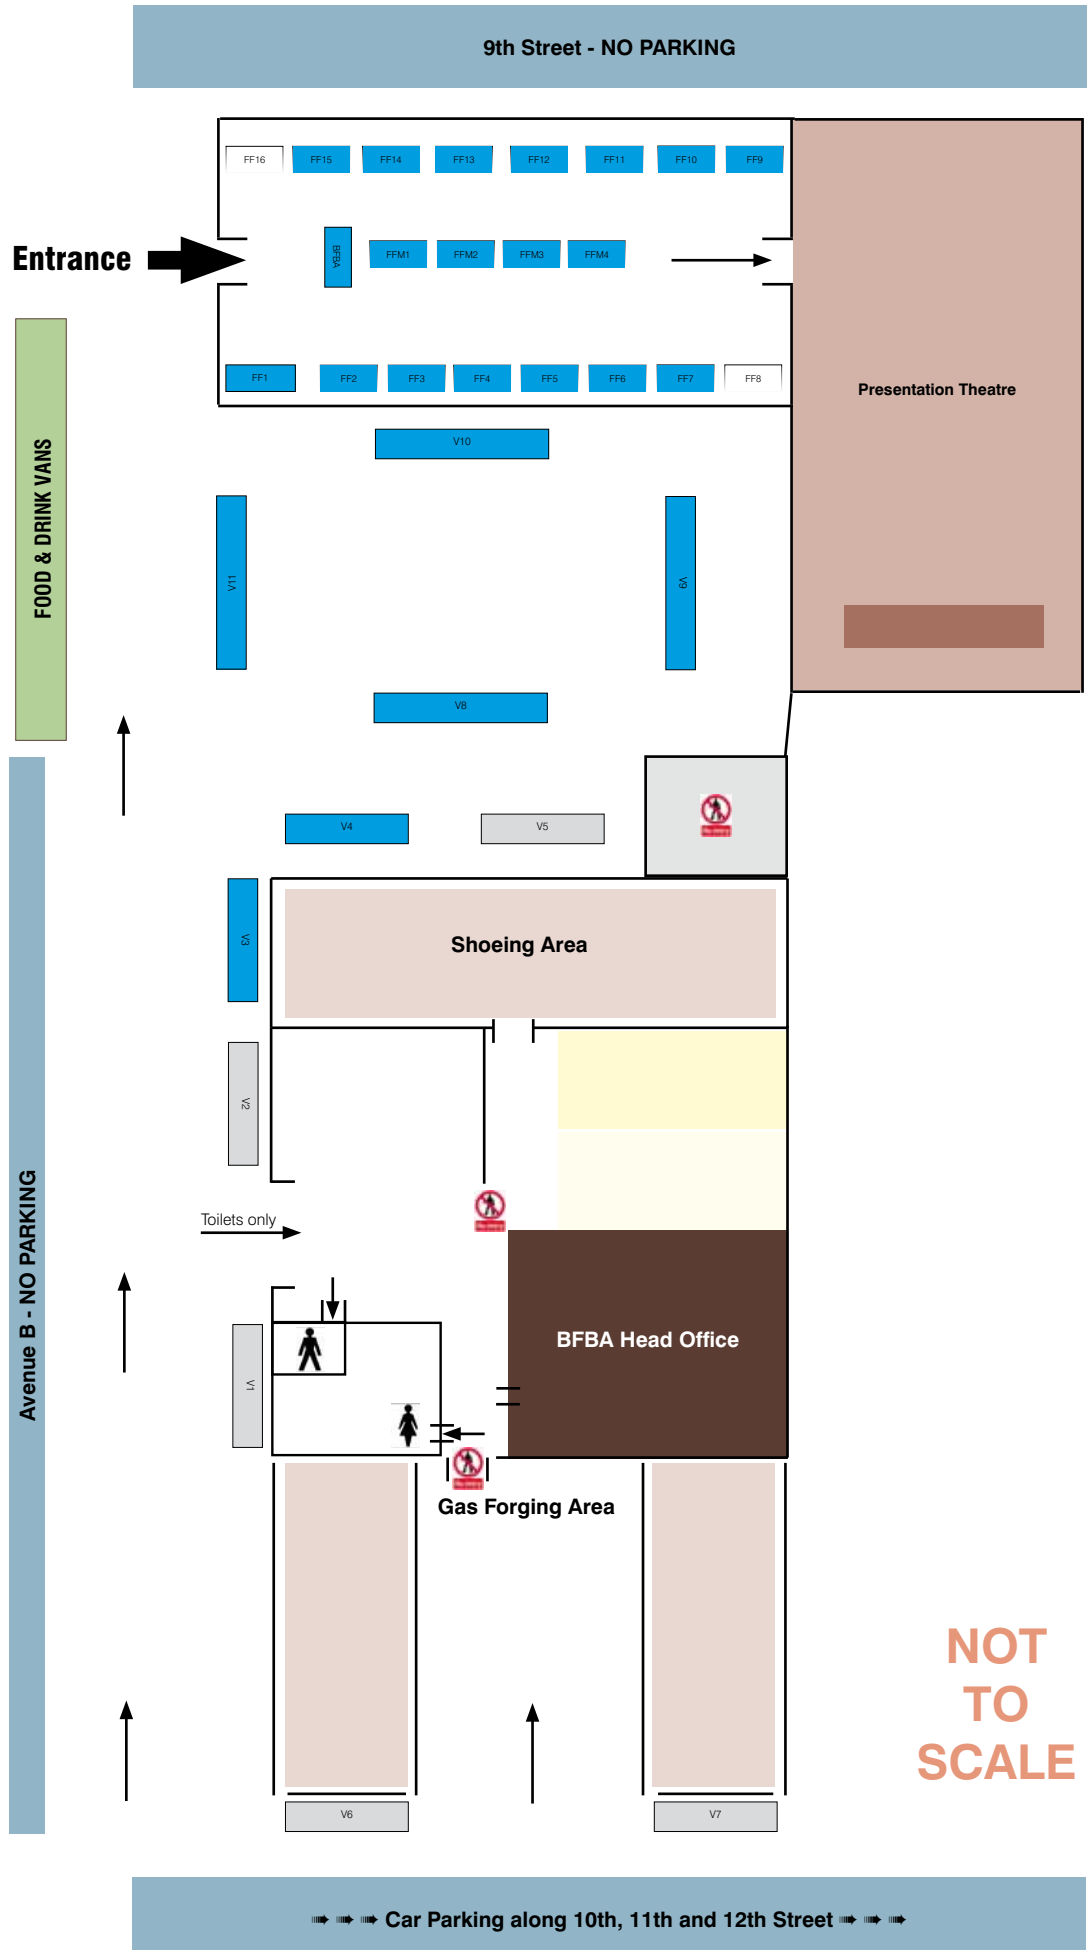 9th Street - NO PARKING
FF16 FF15 FF14 FF13 FF12 FF11 FF10 FF9
Entrance
BFBA
FFM1 FFM2 FFM3 FFM4
FF1 FF2 FF3 FF4 FF5 FF6 FF7 FF8
Presentation Theatre
FOOD & DRINK VANS
V10
V11
V9
V8
V4
V5
V3
Shoeing Area
V2
Toilets only
Avenue B - NO PARKING
BFBA Head Office
V1
Gas Forging Area
NOT
TO
SCALE
V6
V7
Car Parking along 10th, 11th and 12th Street